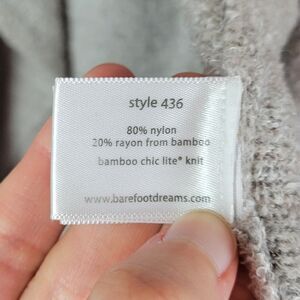 style 436
80% nylon
20% rayon from bamboo
bamboo chic lite® knit
www.barefootdreams.com